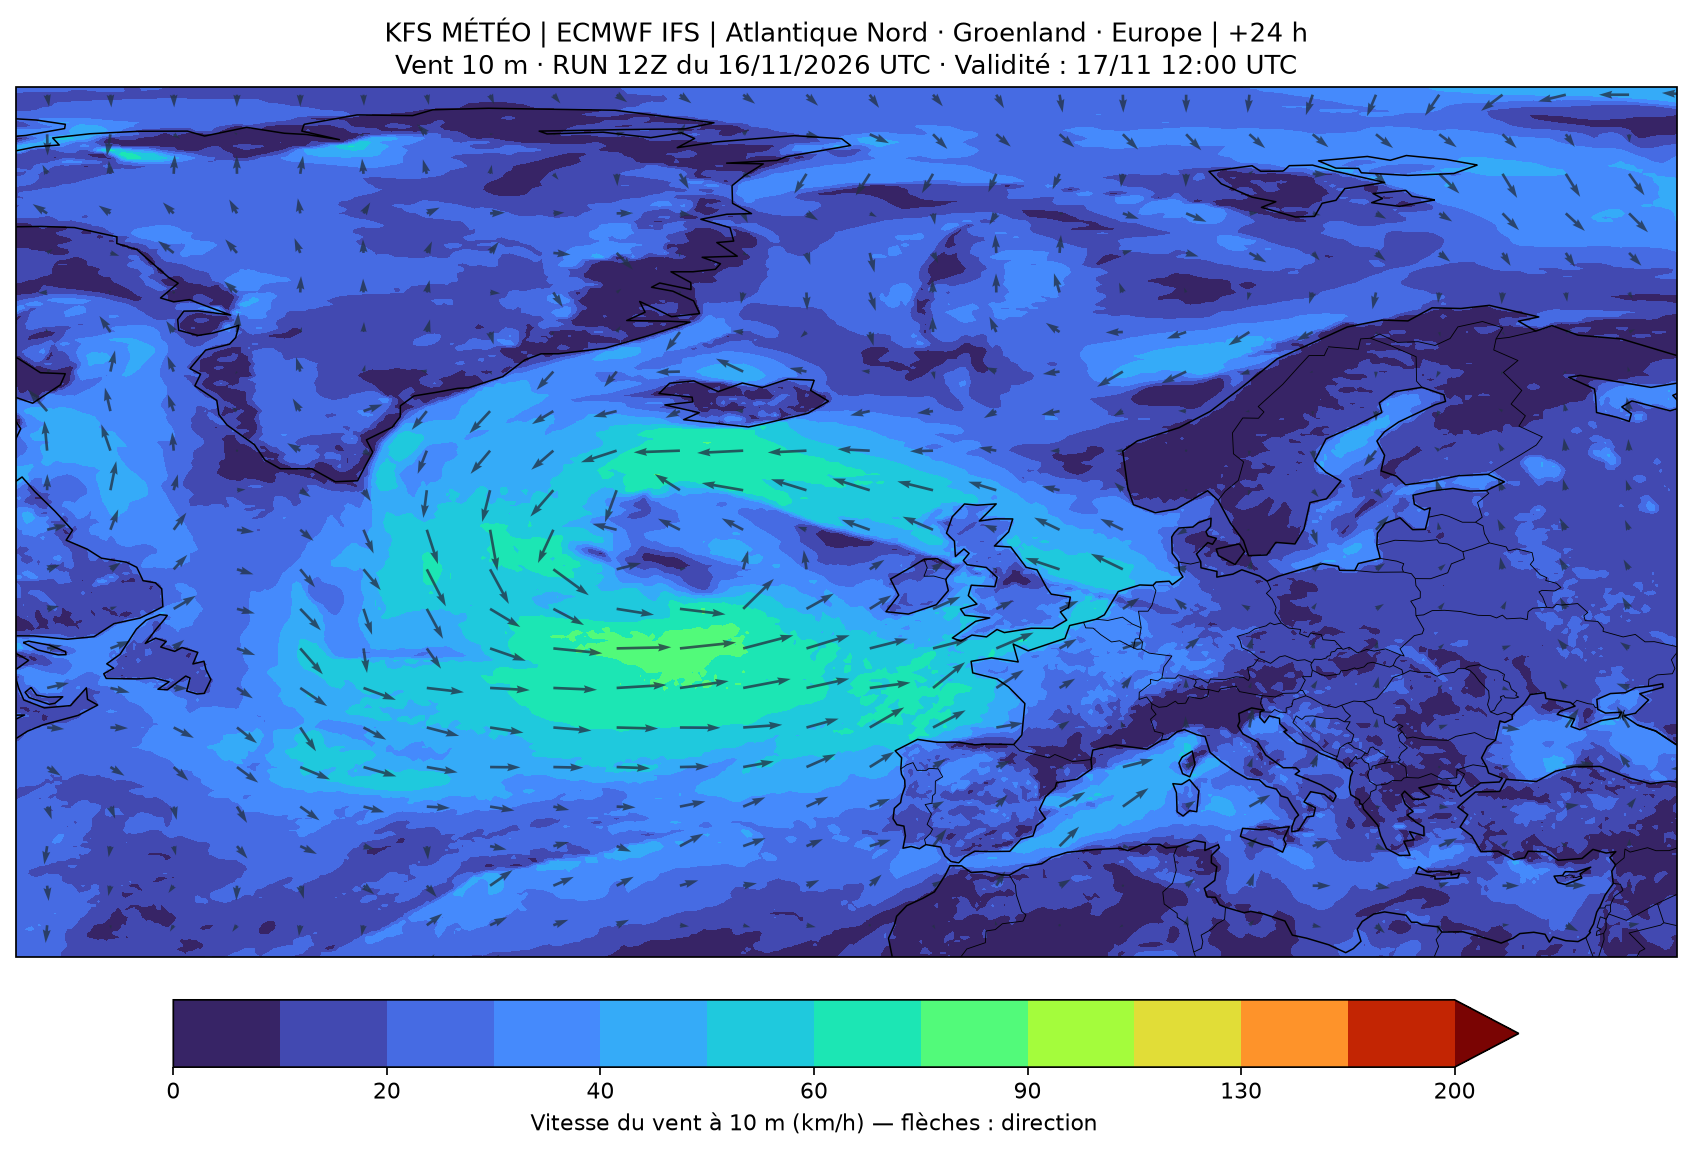 KFS MÉTÉO | ECMWF IFS | Atlantique Nord · Groenland · Europe | +24 h
Vent 10 m · RUN 12Z du 16/11/2026 UTC · Validité : 17/11 12:00 UTC
0 20 40 60 90 130 200
Vitesse du vent à 10 m (km/h) — flèches : direction